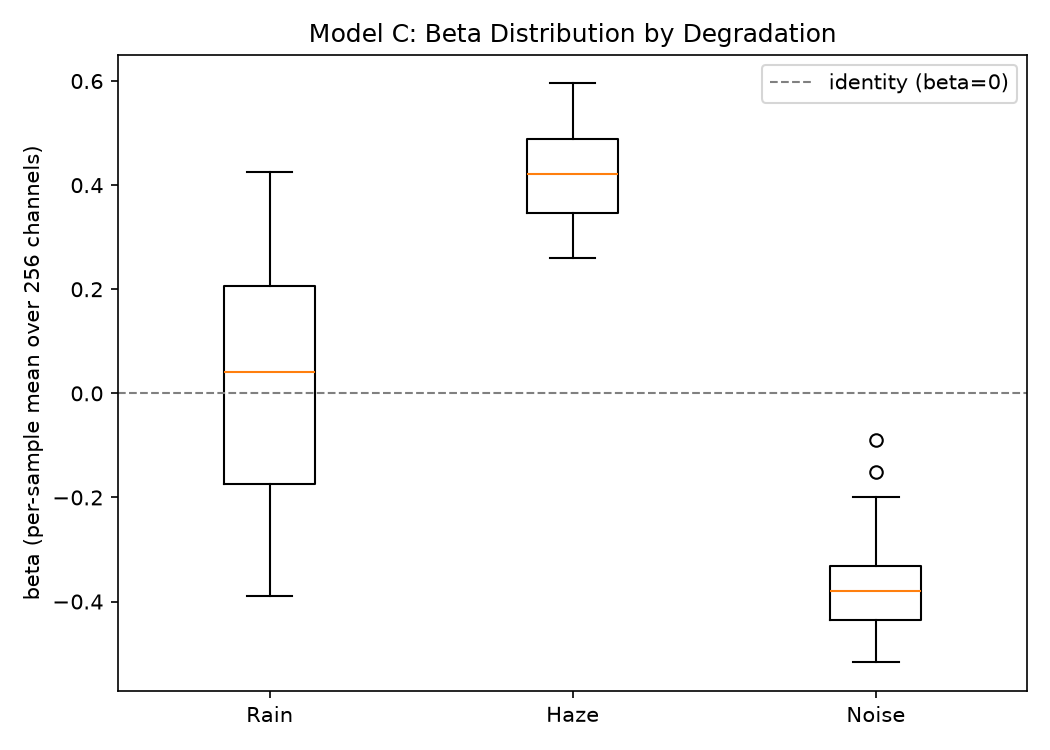 Model C: Beta Distribution by Degradation
identity (beta=0)
beta (per-sample mean over 256 channels)
0.6
0.4
0.2
0.0
−0.2
−0.4
Rain
Haze
Noise